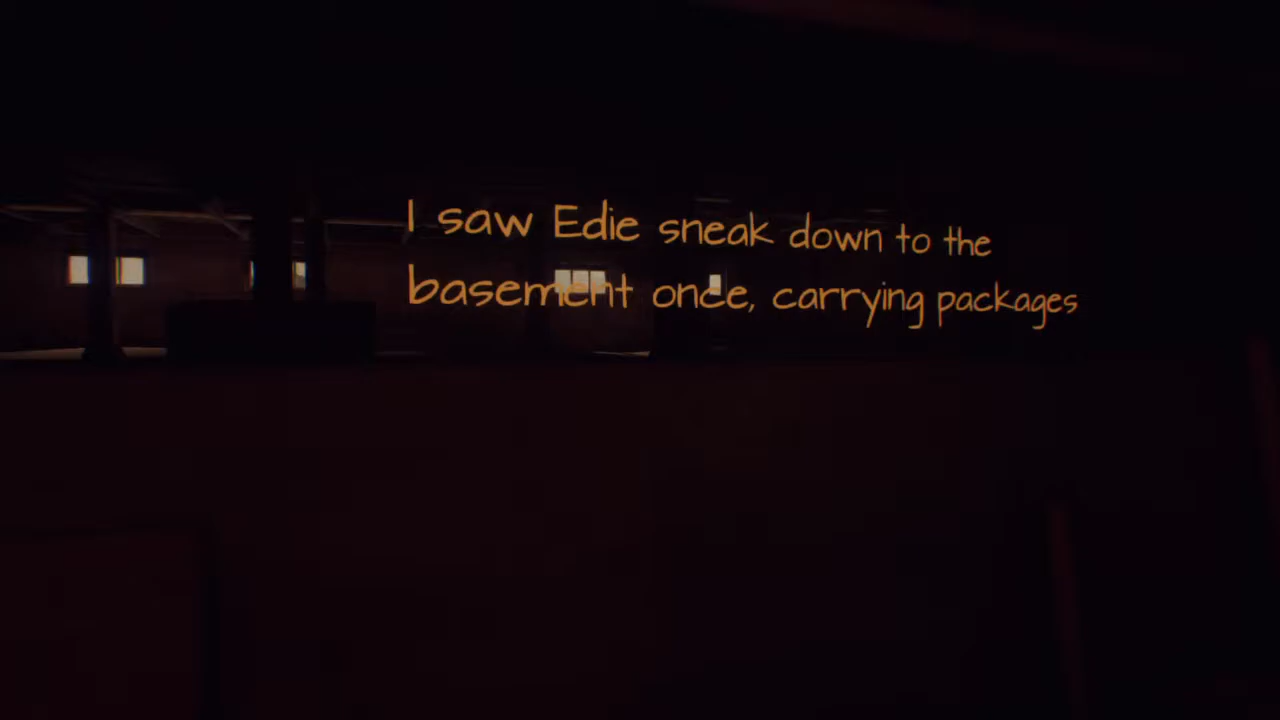 I saw Edie sneak down to the
basement once, carrying packages